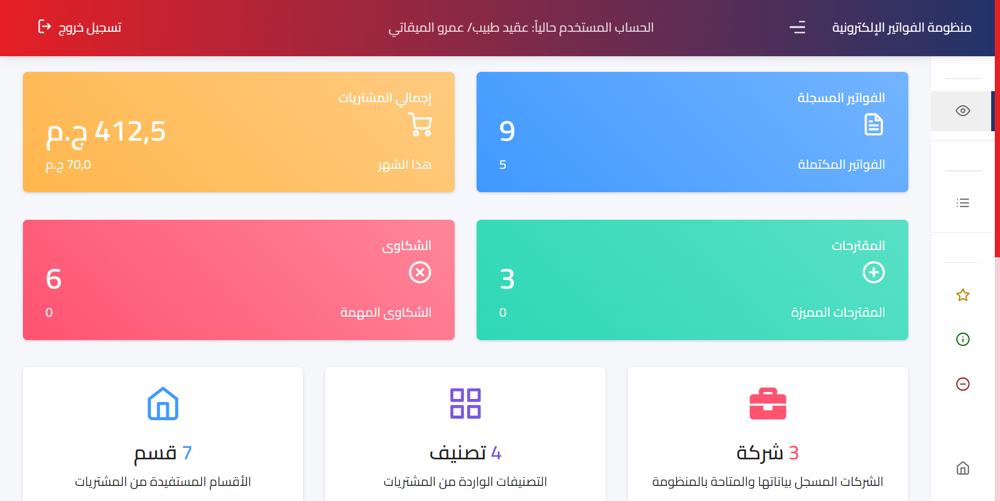 منظومة الفواتير الإلكترونية
الحساب المستخدم حالياً: عقيد طبيب/ عمرو الميقاتي
تسجيل خروج
الفواتير المسجلة
9
الفواتير المكتملة
5
إجمالي المشتريات
412,5 ج.م
هذا الشهر
70,0 ج.م
المقترحات
3
المقترحات المميزة
0
الشكاوى
6
الشكاوى المهمة
0
3 شركة
الشركات المسجل بياناتها والمتاحة بالمنظومة
4 تصنيف
التصنيفات الواردة من المشتريات
7 قسم
الأقسام المستفيدة من المشتريات